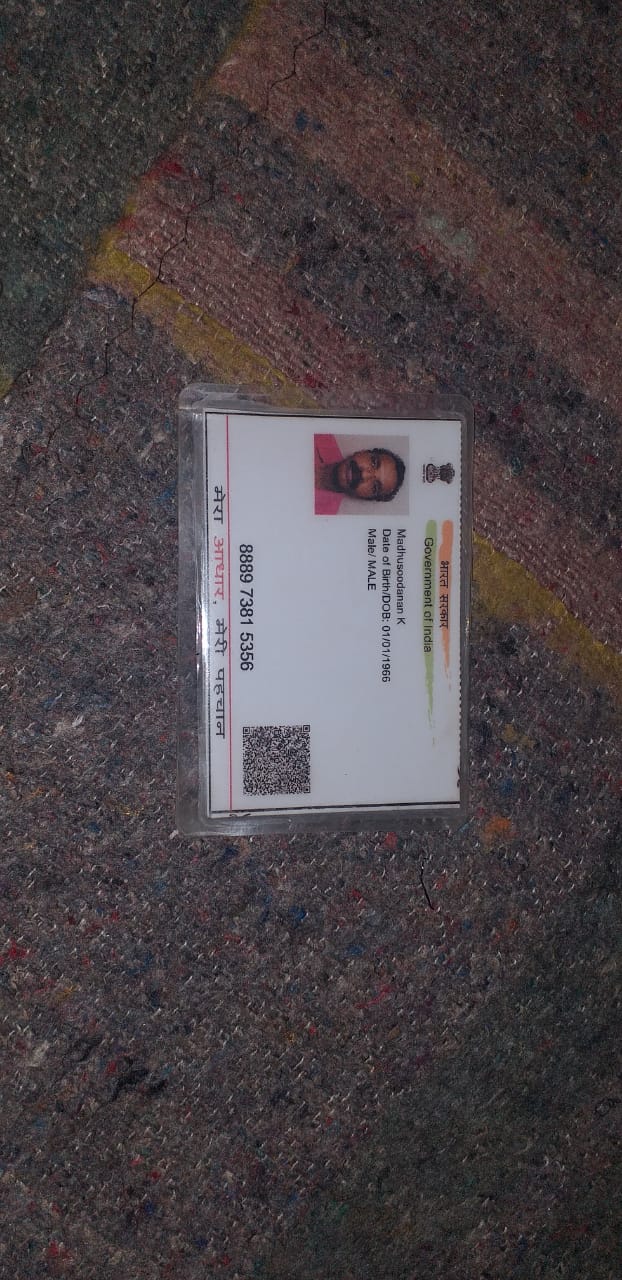 भारत सरकार
Government of India
Madhusoodanan K
Date of Birth/DOB: 01/01/1966
Male/ MALE
8889 7381 5356
मेरा आधार, मेरी पहचान